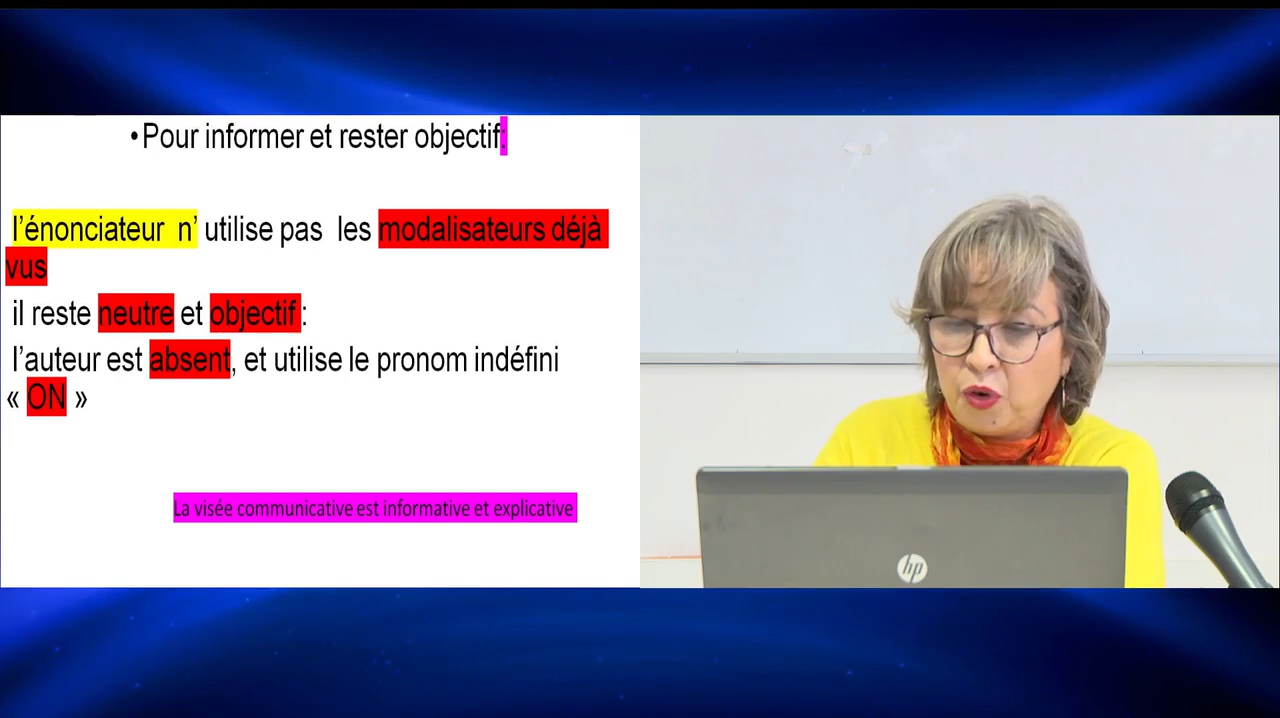 •Pour informer et rester objectif:
l’énonciateur n’ utilise pas les modalisateurs déjà
vus
il reste neutre et objectif :
l’auteur est absent, et utilise le pronom indéfini
« ON »
La visée communicative est informative et explicative
hp